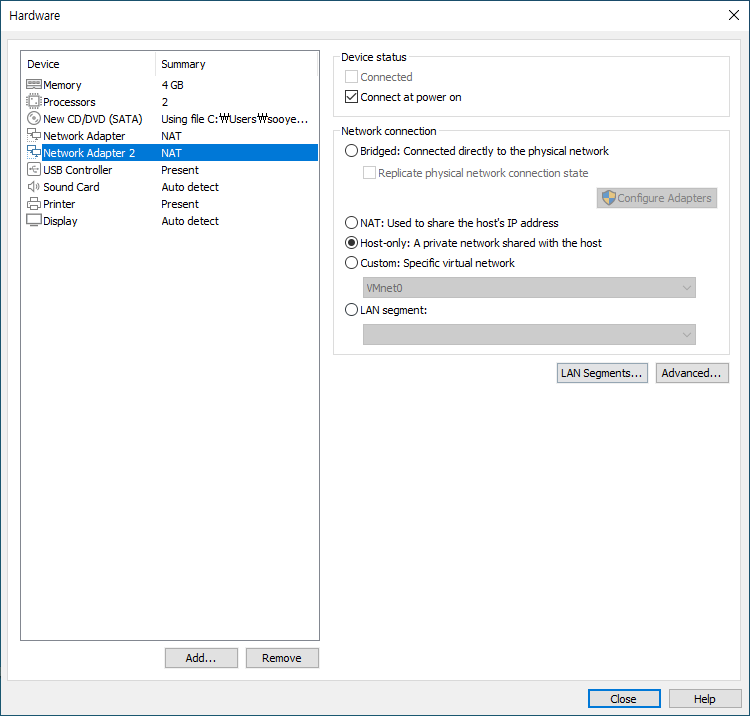 Hardware
Device Summary
Memory 4 GB
Processors 2
New CD/DVD (SATA) Using file C:₩Users₩sooye...
Network Adapter NAT
Network Adapter 2 NAT
USB Controller Present
Sound Card Auto detect
Printer Present
Display Auto detect
Add...
Remove
Device status
Connected
Connect at power on
Network connection
Bridged: Connected directly to the physical network
Replicate physical network connection state
Configure Adapters
NAT: Used to share the host's IP address
Host-only: A private network shared with the host
Custom: Specific virtual network
VMnet0
LAN segment:
LAN Segments... Advanced...
Close Help